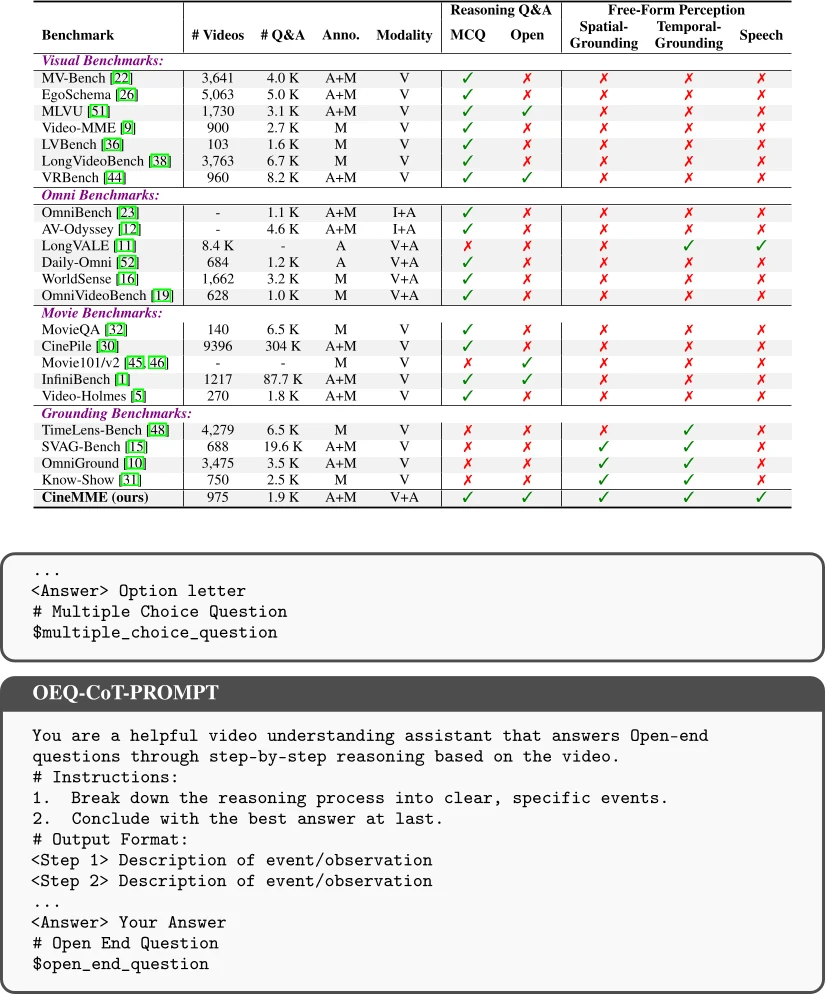 Reasoning Q&A Free-Form Perception
Benchmark # Videos # Q&A Anno. Modality MCQ Open Spatial-Grounding Temporal-Grounding Speech
Visual Benchmarks:
MV-Bench [22] 3,641 4.0 K A+M V ✓ ✗ ✗ ✗ ✗
EgoSchema [26] 5,063 5.0 K A+M V ✓ ✗ ✗ ✗ ✗
MLVU [51] 1,730 3.1 K A+M V ✓ ✓ ✗ ✗ ✗
Video-MME [9] 900 2.7 K M V ✓ ✗ ✗ ✗ ✗
LVBench [36] 103 1.6 K M V ✓ ✗ ✗ ✗ ✗
LongVideoBench [38] 3,763 6.7 K M V ✓ ✗ ✗ ✗ ✗
VRBench [44] 960 8.2 K A+M V ✓ ✓ ✗ ✗ ✗
Omni Benchmarks:
OmniBench [23] - 1.1 K A+M I+A ✓ ✗ ✗ ✗ ✗
AV-Odyssey [12] - 4.6 K A+M I+A ✓ ✗ ✗ ✗ ✗
LongVALE [11] 8.4 K - A V+A ✗ ✗ ✗ ✓ ✓
Daily-Omni [52] 684 1.2 K A V+A ✓ ✗ ✗ ✗ ✗
WorldSense [16] 1,662 3.2 K M V+A ✓ ✗ ✗ ✗ ✗
OmniVideoBench [19] 628 1.0 K M V+A ✓ ✗ ✗ ✗ ✗
Movie Benchmarks:
MovieQA [32] 140 6.5 K M V ✓ ✗ ✗ ✗ ✗
CinePile [30] 9396 304 K A+M V ✓ ✗ ✗ ✗ ✗
Movie101/v2 [45, 46] - - M V ✗ ✓ ✗ ✗ ✗
InfiniBench [1] 1217 87.7 K A+M V ✓ ✓ ✗ ✗ ✗
Video-Holmes [5] 270 1.8 K A+M V ✓ ✗ ✗ ✗ ✗
Grounding Benchmarks:
TimeLens-Bench [48] 4,279 6.5 K M V ✗ ✗ ✗ ✓ ✗
SVAG-Bench [15] 688 19.6 K A+M V ✗ ✗ ✓ ✓ ✗
OmniGround [10] 3,475 3.5 K A+M V ✗ ✗ ✓ ✓ ✗
Know-Show [31] 750 2.5 K M V ✗ ✗ ✓ ✓ ✗
CineMME (ours) 975 1.9 K A+M V+A ✓ ✓ ✓ ✓ ✓
...
<Answer> Option letter
# Multiple Choice Question
$multiple_choice_question
OEQ-CoT-PROMPT
You are a helpful video understanding assistant that answers Open-end
questions through step-by-step reasoning based on the video.
# Instructions:
1. Break down the reasoning process into clear, specific events.
2. Conclude with the best answer at last.
# Output Format:
<Step 1> Description of event/observation
<Step 2> Description of event/observation
...
<Answer> Your Answer
# Open End Question
$open_end_question